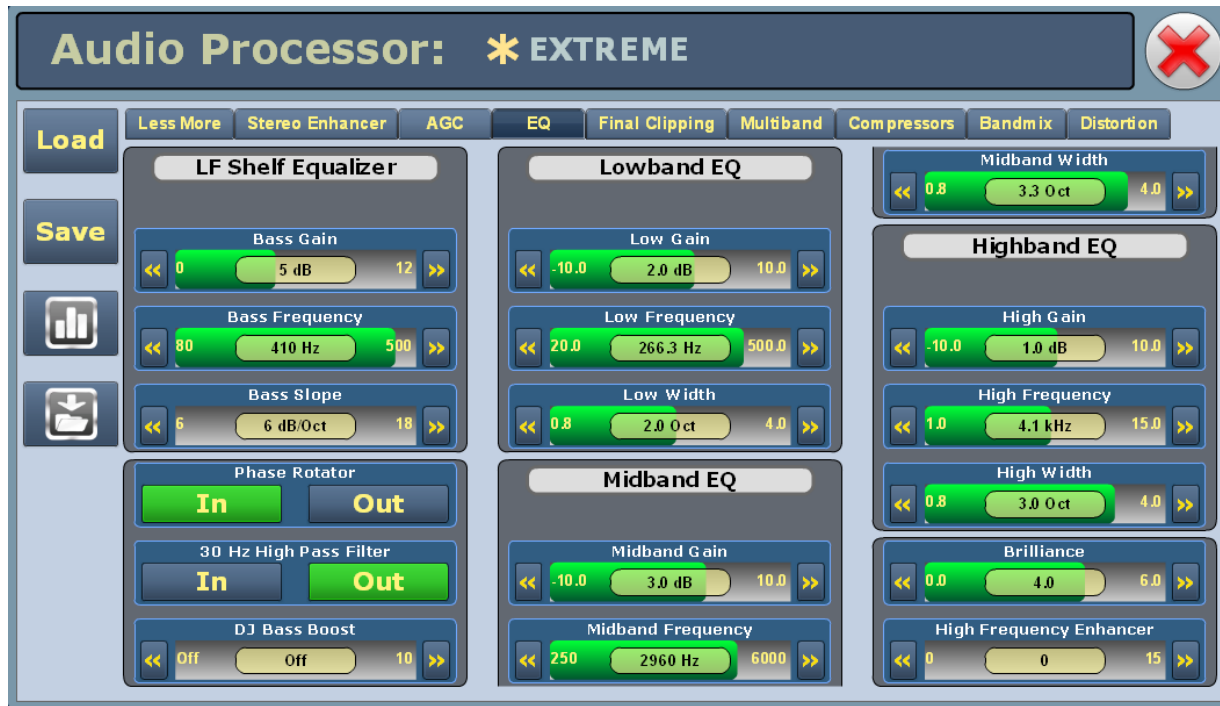 Audio Processor: * EXTREME
Load
Save
Less More Stereo Enhancer AGC EQ Final Clipping Multiband Compressors Bandmix Distortion
LF Shelf Equalizer
Bass Gain
« 0 5 dB 12 »
Bass Frequency
« 80 410 Hz 500 »
Bass Slope
« 6 6 dB/Oct 18 »
Phase Rotator
In Out
30 Hz High Pass Filter
In Out
DJ Bass Boost
« Off Off 10 »
Lowband EQ
Low Gain
« -10.0 2.0 dB 10.0 »
Low Frequency
« 20.0 266.3 Hz 500.0 »
Low Width
« 0.8 2.0 Oct 4.0 »
Midband EQ
Midband Gain
« -10.0 3.0 dB 10.0 »
Midband Frequency
« 250 2960 Hz 6000 »
Midband Width
« 0.8 3.3 Oct 4.0 »
Highband EQ
High Gain
« -10.0 1.0 dB 10.0 »
High Frequency
« 1.0 4.1 kHz 15.0 »
High Width
« 0.8 3.0 Oct 4.0 »
Brilliance
« 0.0 4.0 6.0 »
High Frequency Enhancer
« 0 0 15 »